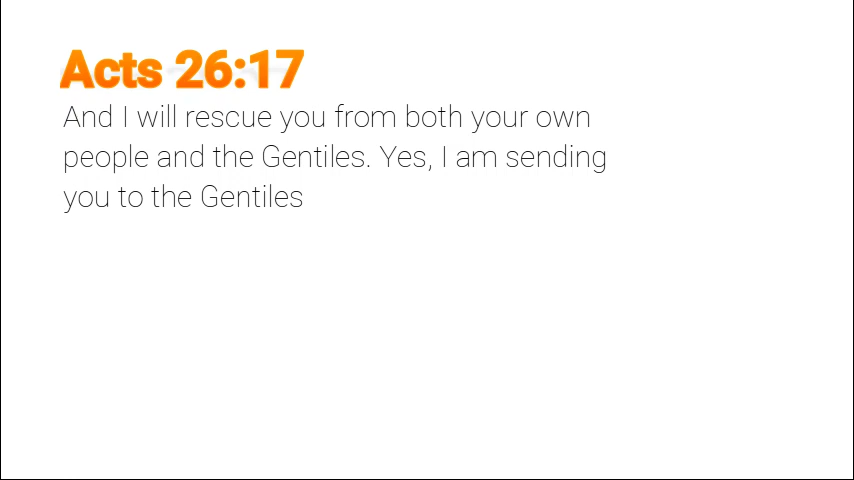 Acts 26:17
And I will rescue you from both your own
people and the Gentiles. Yes, I am sending
you to the Gentiles